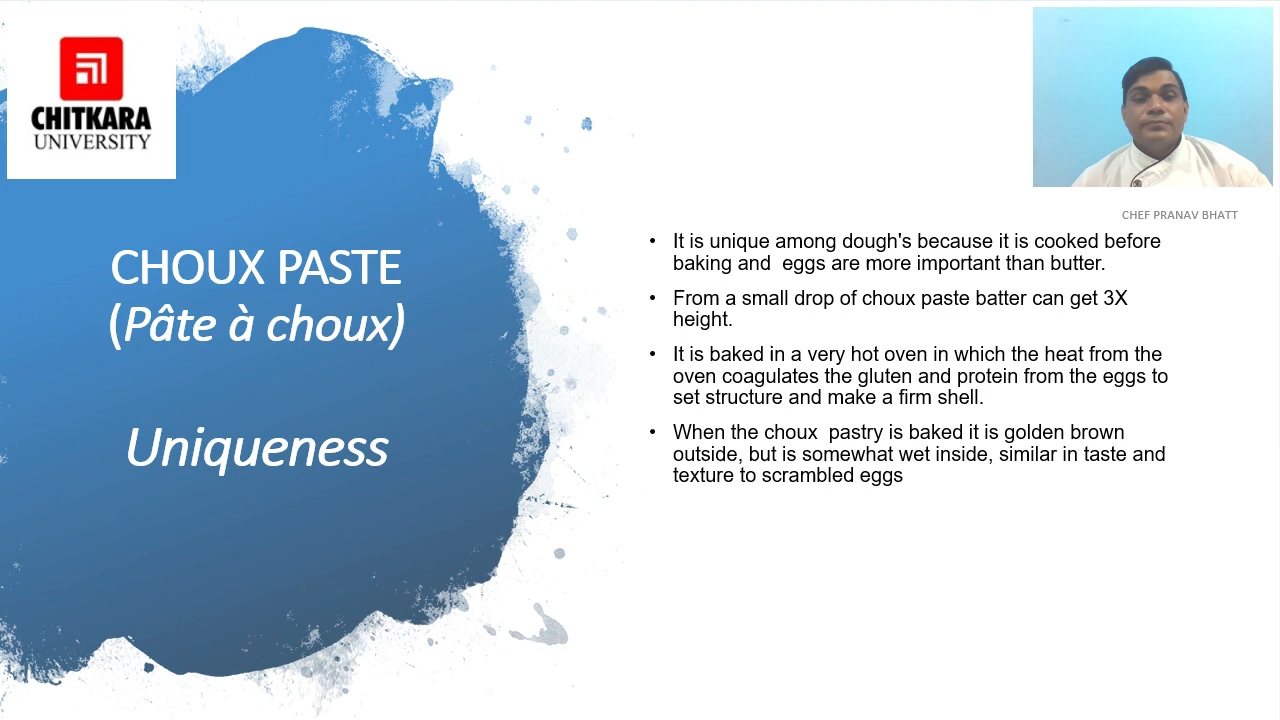 CHITKARA
UNIVERSITY
CHOUX PASTE
(Pâte à choux)
Uniqueness
CHEF PRANAV BHATT
• It is unique among dough's because it is cooked before
baking and  eggs are more important than butter.
• From a small drop of choux paste batter can get 3X
height.
• It is baked in a very hot oven in which the heat from the
oven coagulates the gluten and protein from the eggs to
set structure and make a firm shell.
• When the choux  pastry is baked it is golden brown
outside, but is somewhat wet inside, similar in taste and
texture to scrambled eggs